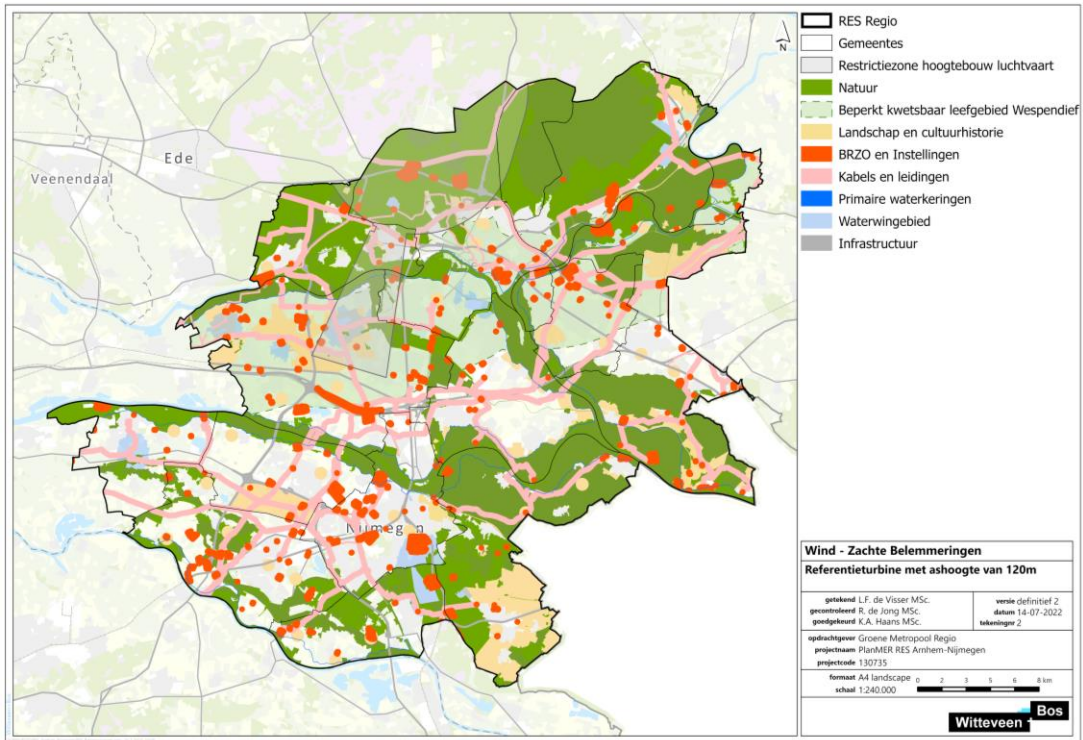 N
Ede
Veenendaal
Nijmegen
RES Regio
Gemeentes
Restrictiezone hoogtebouw luchtvaart
Natuur
Beperkt kwetsbaar leefgebied Wespendief
Landschap en cultuurhistorie
BRZO en Instellingen
Kabels en leidingen
Primaire waterkeringen
Waterwingebied
Infrastructuur
Wind - Zachte Belemmeringen
Referentieturbine met ashoogte van 120m
getekend L.F. de Visser MSc.
gecontroleerd R. de Jong MSc.
goedgekeurd K.A. Haans MSc.
versie definitief 2
datum 14-07-2022
tekeningnr 2
opdrachtgever Groene Metropool Regio
projectnaam PlanMER RES Arnhem-Nijmegen
projectcode 130735
formaat A4 landscape
schaal 1:240.000
0 2 3 5 6 8 km
Witteveen + Bos